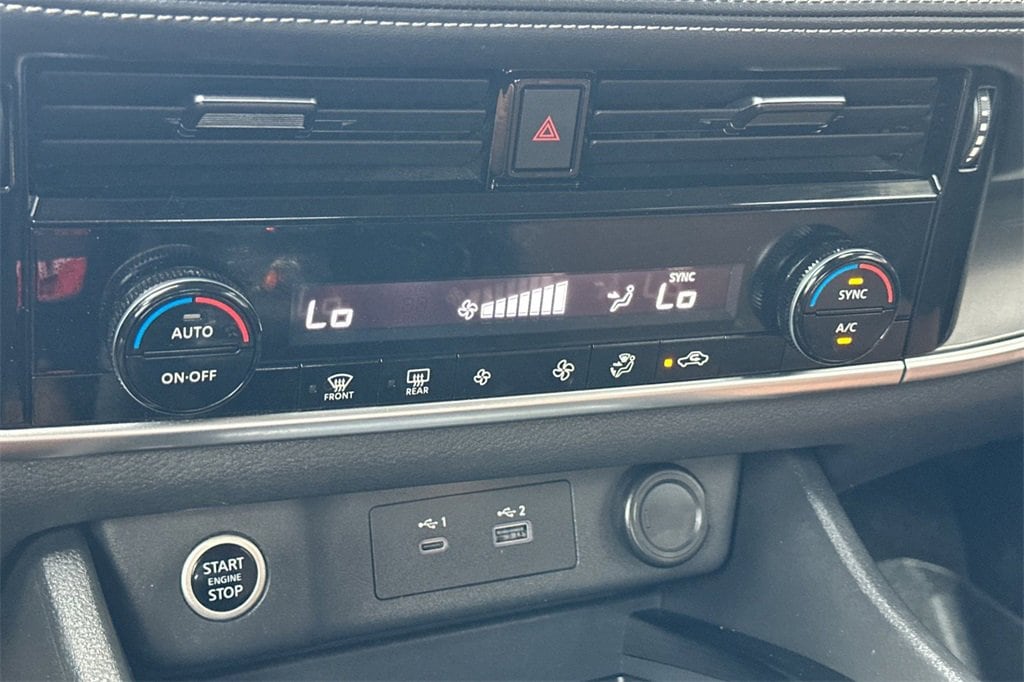 SYNC
Lo
Lo
AUTO
ON·OFF
SYNC
A/C
FRONT
REAR
1
2
START
ENGINE
STOP